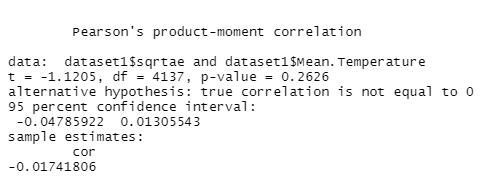 Pearson's product-moment correlation
data:  dataset1$sqrtae and dataset1$Mean.Temperature
t = -1.1205, df = 4137, p-value = 0.2626
alternative hypothesis: true correlation is not equal to 0
95 percent confidence interval:
 -0.04785922  0.01305543
sample estimates:
        cor
-0.01741806